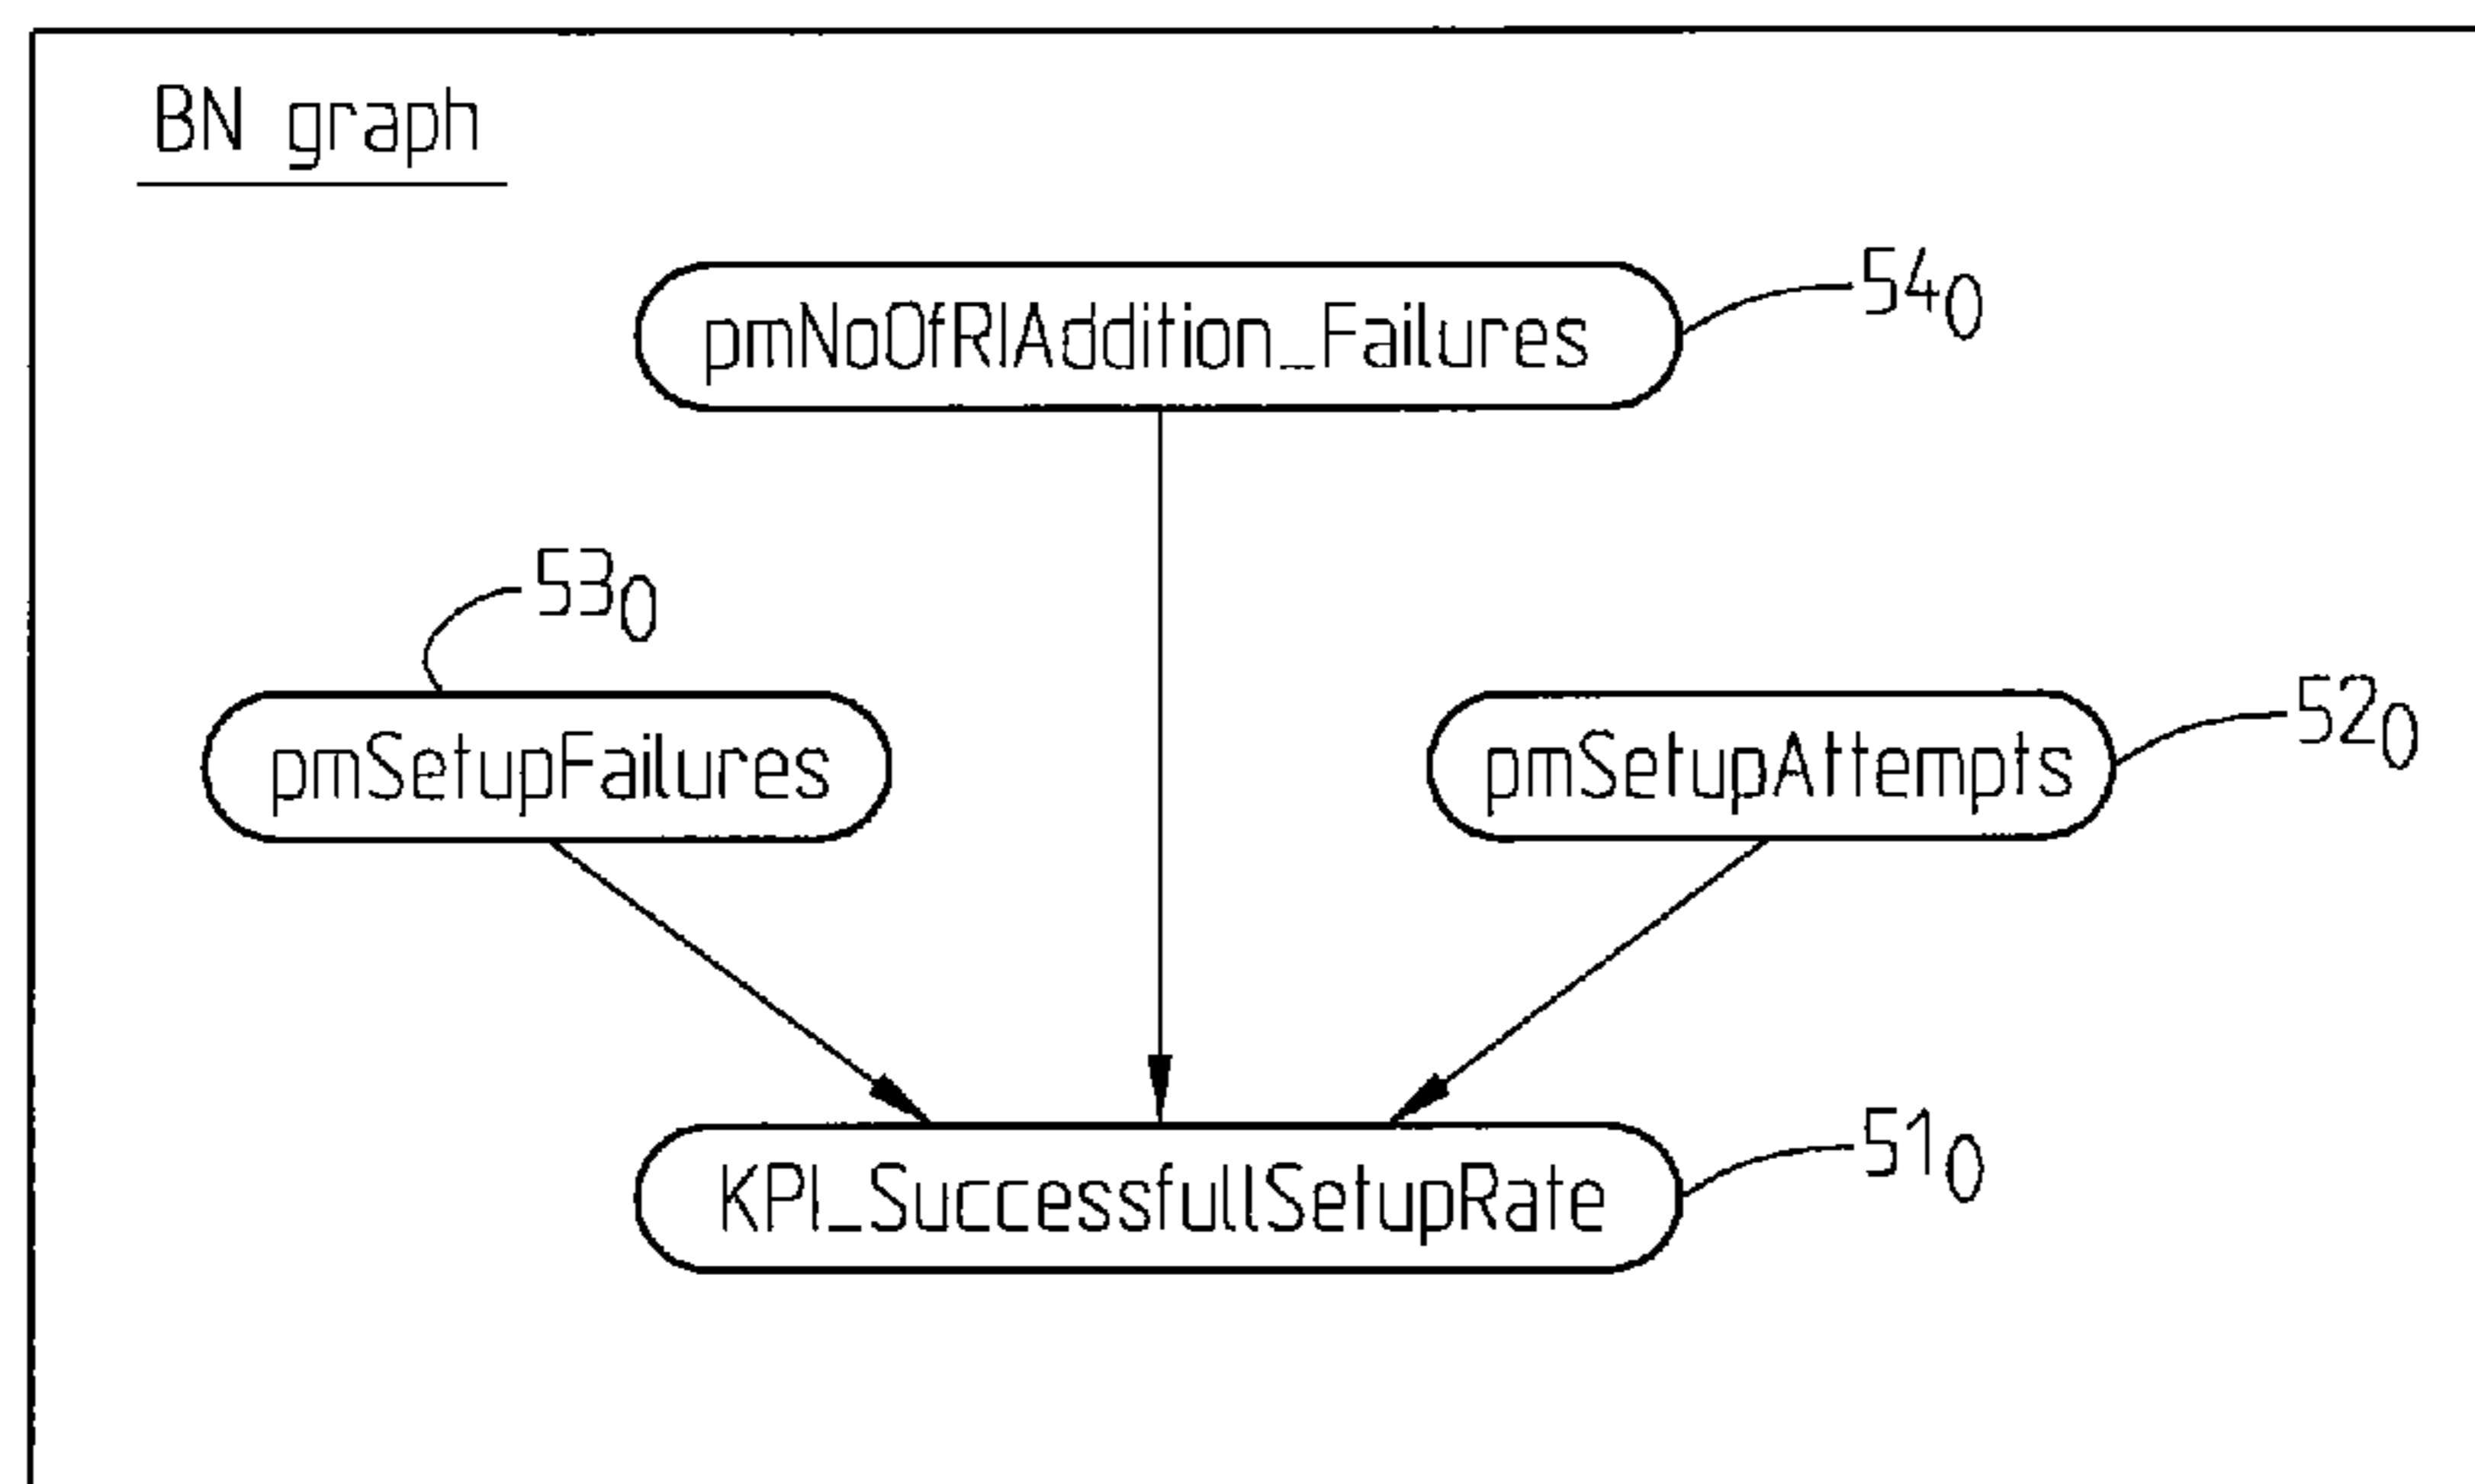 BN graph
pmNoOfRlAddition_Failures
54₀
53₀
pmSetupFailures
pmSetupAttempts
52₀
KPI_SuccessfullSetupRate
51₀